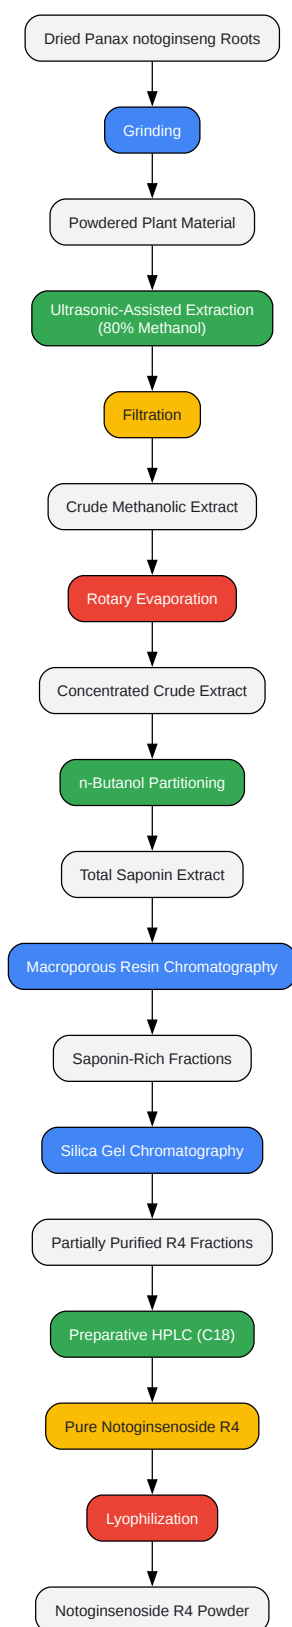 Dried Panax notoginseng Roots
Grinding
Powdered Plant Material
Ultrasonic-Assisted Extraction
(80% Methanol)
Filtration
Crude Methanolic Extract
Rotary Evaporation
Concentrated Crude Extract
n-Butanol Partitioning
Total Saponin Extract
Macroporous Resin Chromatography
Saponin-Rich Fractions
Silica Gel Chromatography
Partially Purified R4 Fractions
Preparative HPLC (C18)
Pure Notoginsenoside R4
Lyophilization
Notoginsenoside R4 Powder